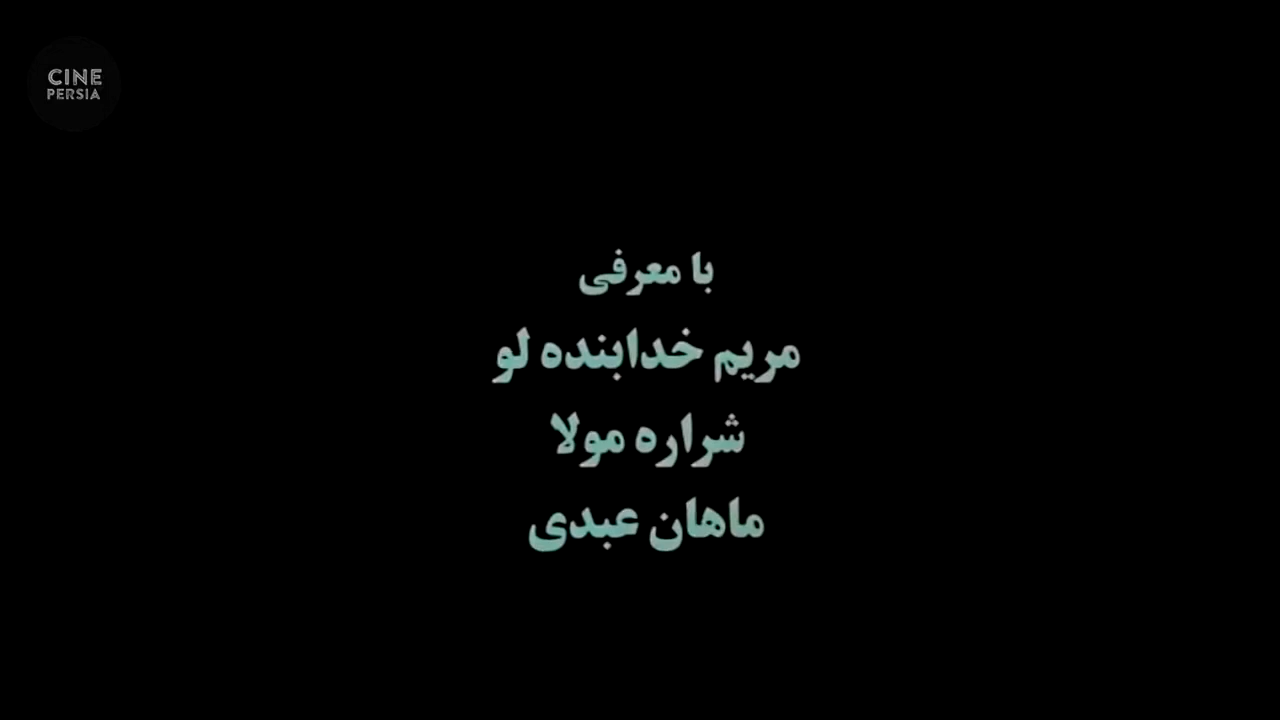 CINE
PERSIA
با معرفی
مریم خدابنده لو
شراره مولا
ماهان عبدی